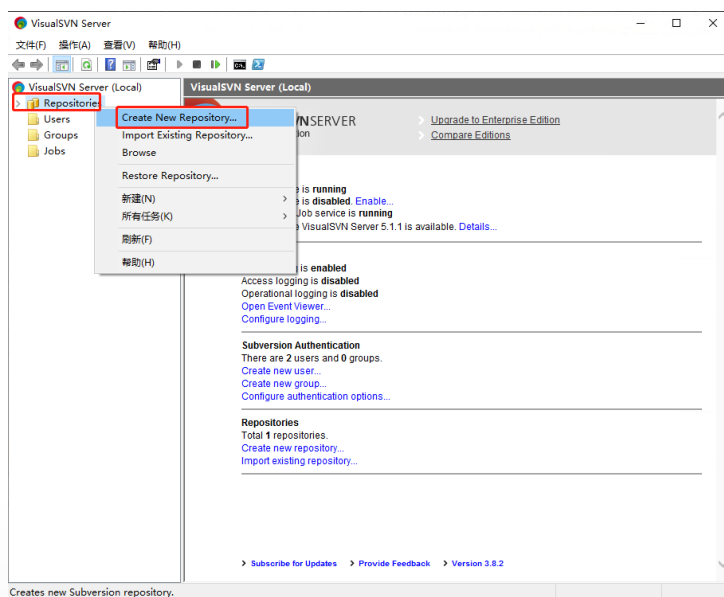 VisualSVN Server
文件(F) 操作(A) 查看(V) 帮助(H)
VisualSVN Server (Local)
VisualSVN Server (Local)
Repositories
Users
Groups
Jobs
Create New Repository...
Import Existing Repository...
Browse
Restore Repository...
新建(N)
所有任务(K)
刷新(F)
帮助(H)
NSERVER
Upgrade to Enterprise Edition
Compare Editions
is running
is disabled. Enable...
Job service is running
VisualSVN Server 5.1.1 is available. Details...
is enabled
Access logging is disabled
Operational logging is disabled
Open Event Viewer...
Configure logging...
Subversion Authentication
There are 2 users and 0 groups.
Create new user...
Create new group...
Configure authentication options...
Repositories
Total 1 repositories.
Create new repository...
Import existing repository...
Subscribe for Updates Provide Feedback Version 3.8.2
Creates new Subversion repository.